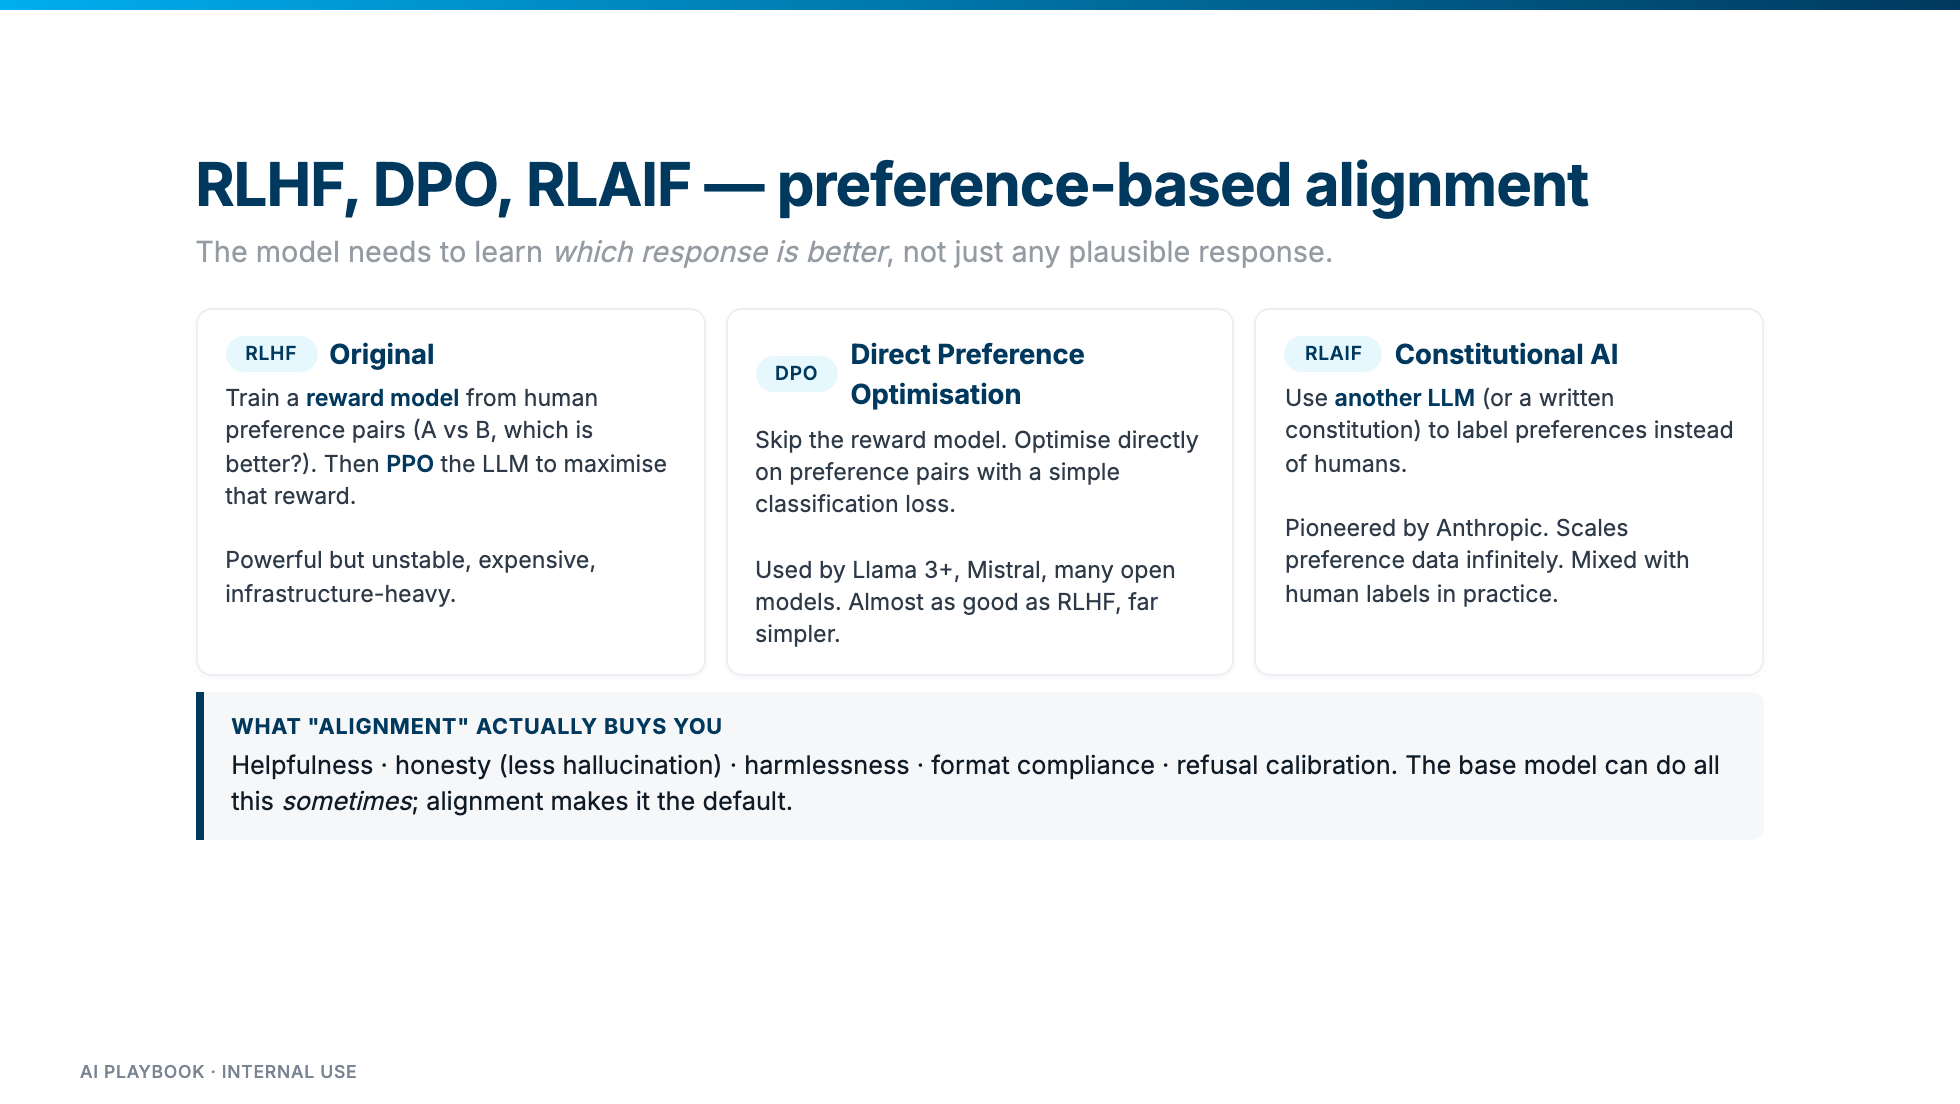 RLHF, DPO, RLAIF — preference-based alignment
The model needs to learn which response is better, not just any plausible response.
RLHF Original
Train a reward model from human
preference pairs (A vs B, which is
better?). Then PPO the LLM to maximise
that reward.
Powerful but unstable, expensive,
infrastructure-heavy.
DPO Direct Preference
Optimisation
Skip the reward model. Optimise directly
on preference pairs with a simple
classification loss.
Used by Llama 3+, Mistral, many open
models. Almost as good as RLHF, far
simpler.
RLAIF Constitutional AI
Use another LLM (or a written
constitution) to label preferences instead
of humans.
Pioneered by Anthropic. Scales
preference data infinitely. Mixed with
human labels in practice.
WHAT "ALIGNMENT" ACTUALLY BUYS YOU
Helpfulness · honesty (less hallucination) · harmlessness · format compliance · refusal calibration. The base model can do all
this sometimes; alignment makes it the default.
AI PLAYBOOK · INTERNAL USE